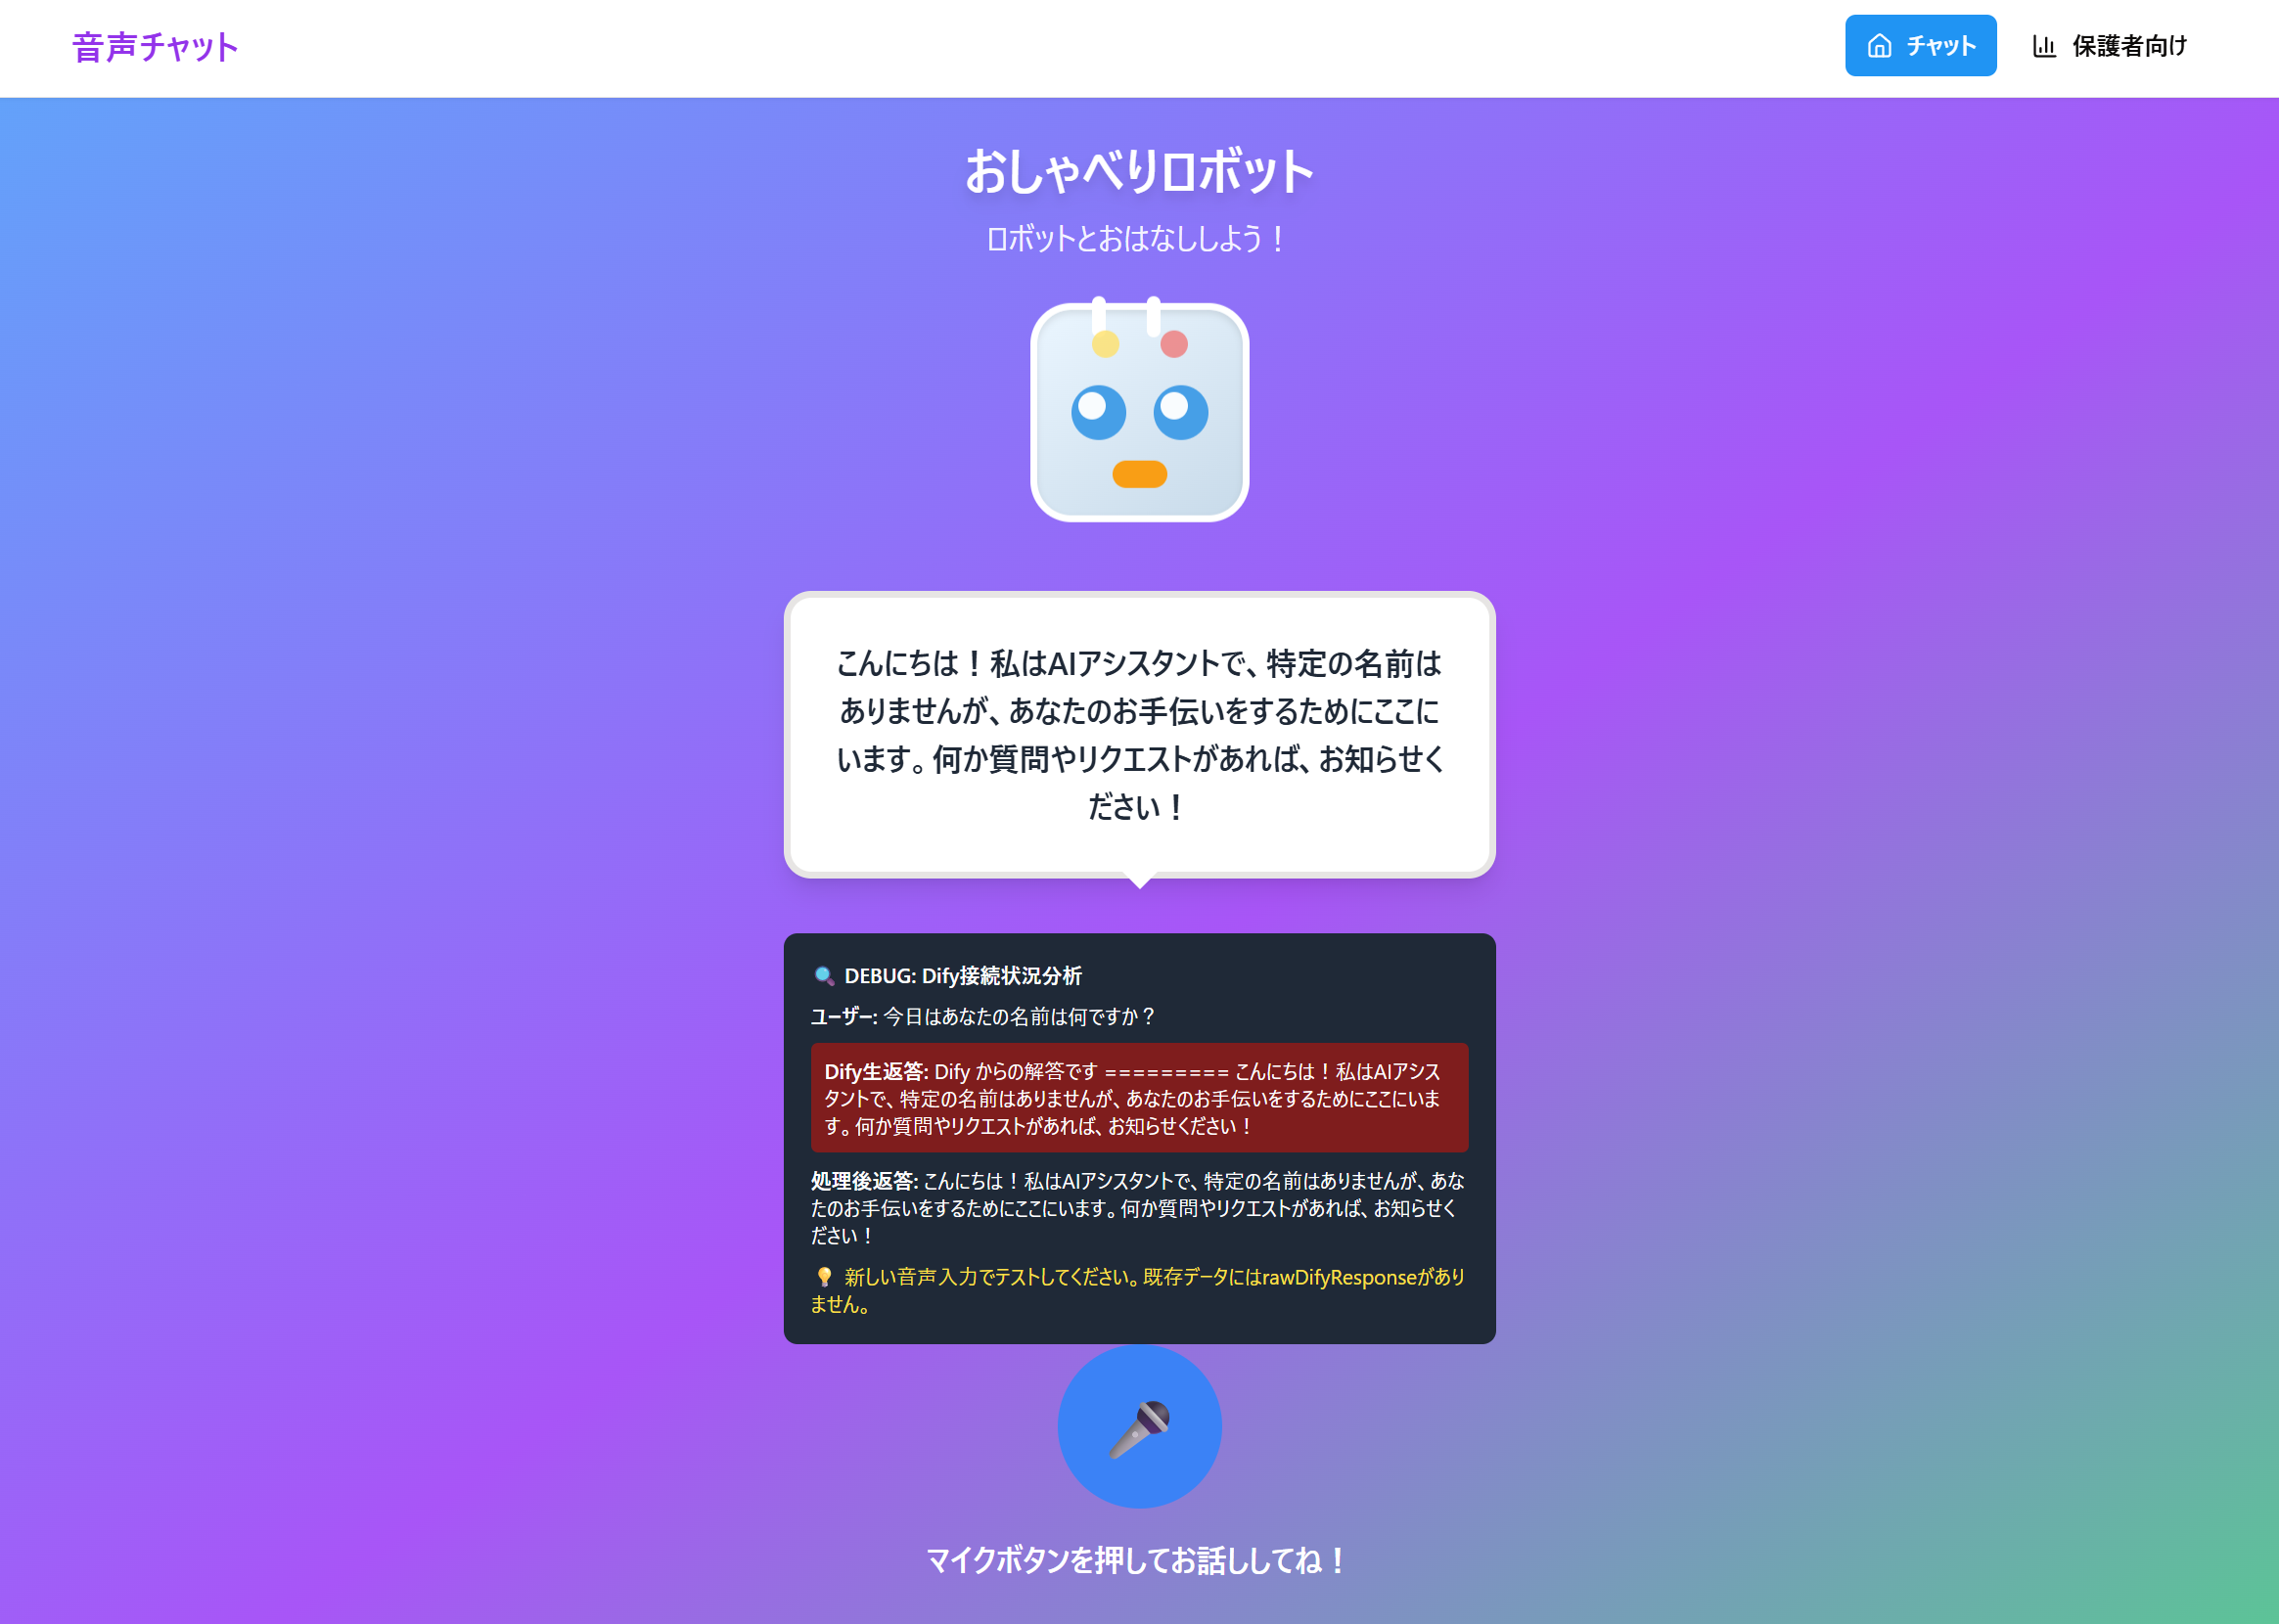 音声チャット
チャット
保護者向け
おしゃべりロボット
ロボットとおはなししよう！
こんにちは！私はAIアシスタントで、特定の名前は
ありませんが、あなたのお手伝いをするためにここに
います。何か質問やリクエストがあれば、お知らせく
ださい！
DEBUG: Dify接続状況分析
ユーザー: 今日はあなたの名前は何ですか？
Dify生返答: Dify からの解答です ========= こんにちは！私はAIアシス
タントで、特定の名前はありませんが、あなたのお手伝いをするためにここにいま
す。何か質問やリクエストがあれば、お知らせください！
処理後返答: こんにちは！私はAIアシスタントで、特定の名前はありませんが、あな
たのお手伝いをするためにここにいます。何か質問やリクエストがあれば、お知らせく
ださい！
新しい音声入力でテストしてください。既存データにはrawDifyResponseがあり
ません。
マイクボタンを押してお話ししてね！